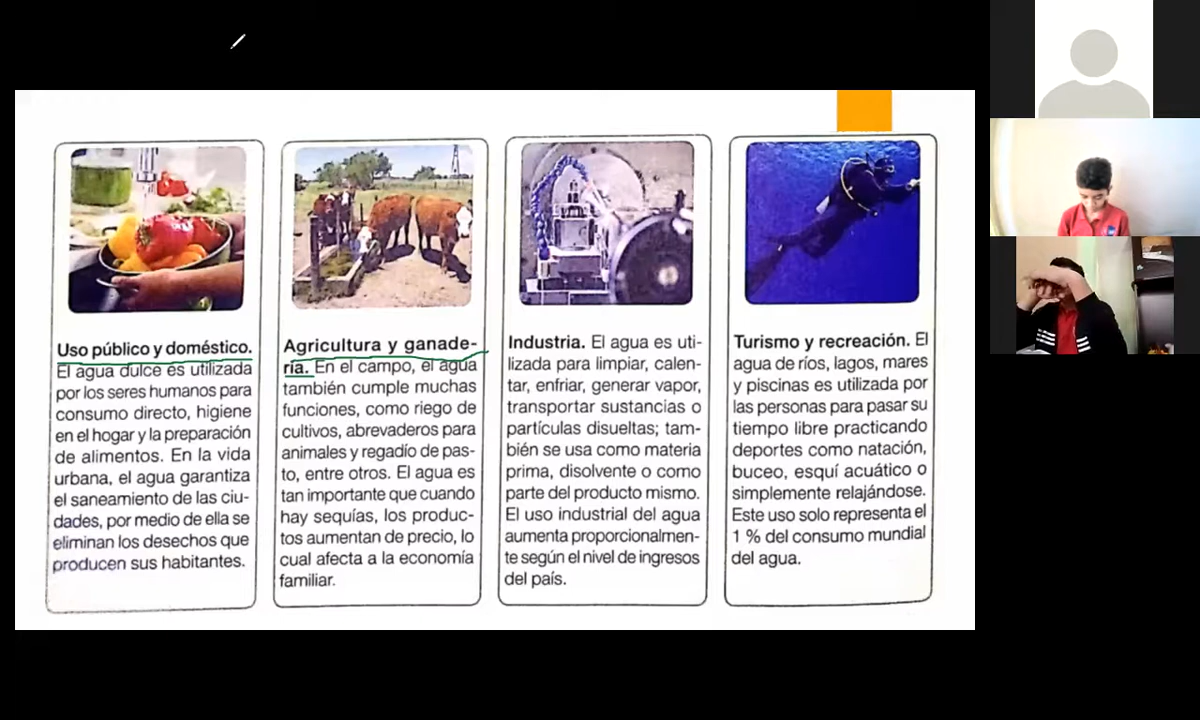 Uso público y doméstico.
El agua dulce es utilizada
por los seres humanos para
consumo directo, higiene
en el hogar y la preparación
de alimentos. En la vida
urbana, el agua garantiza
el saneamiento de las ciu-
dades, por medio de ella se
eliminan los desechos que
producen sus habitantes.
Agricultura y ganade-
ría. En el campo, el agua
también cumple muchas
funciones, como riego de
cultivos, abrevaderos para
animales y regadío de pas-
to, entre otros. El agua es
tan importante que cuando
hay sequías, los produc-
tos aumentan de precio, lo
cual afecta a la economía
familiar.
Industria. El agua es uti-
lizada para limpiar, calen-
tar, enfriar, generar vapor,
transportar sustancias o
partículas disueltas; tam-
bién se usa como materia
prima, disolvente o como
parte del producto mismo.
El uso industrial del agua
aumenta proporcionalmen-
te según el nivel de ingresos
del país.
Turismo y recreación. El
agua de ríos, lagos, mares
y piscinas es utilizada por
las personas para pasar su
tiempo libre practicando
deportes como natación,
buceo, esquí acuático o
simplemente relajándose.
Este uso solo representa el
1 % del consumo mundial
del agua.